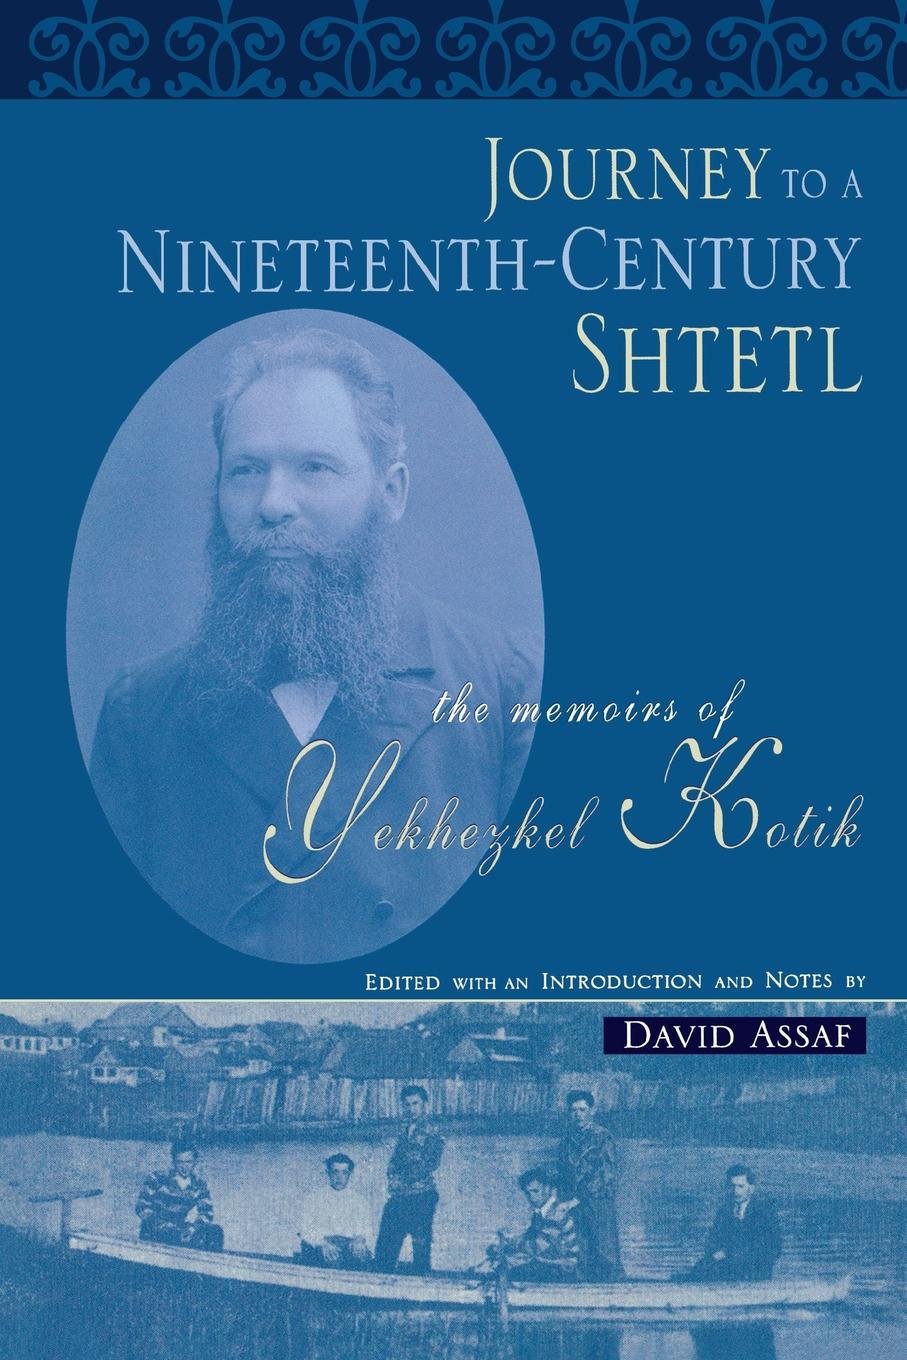 JOURNEY TO A
NINETEENTH-CENTURY
SHTETL
the memoirs of
Yekhezkel Kotik
EDITED WITH AN INTRODUCTION AND NOTES BY
DAVID ASSAF